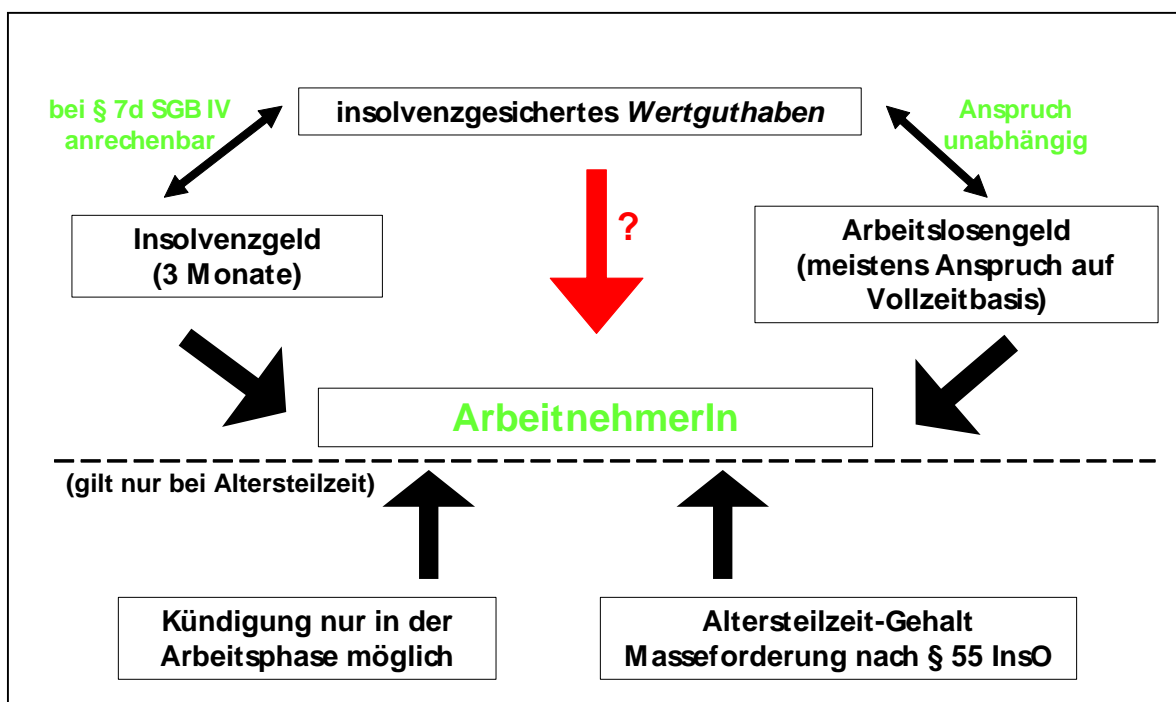 bei § 7d SGB IV
anrechenbar
insolvenzgesichertes Wertguthaben
Anspruch
unabhängig
?
Insolvenzgeld
(3 Monate)
Arbeitslosengeld
(meistens Anspruch auf
Vollzeitbasis)
ArbeitnehmerIn
(gilt nur bei Altersteilzeit)
Kündigung nur in der
Arbeitsphase möglich
Altersteilzeit-Gehalt
Masseforderung nach § 55 InsO